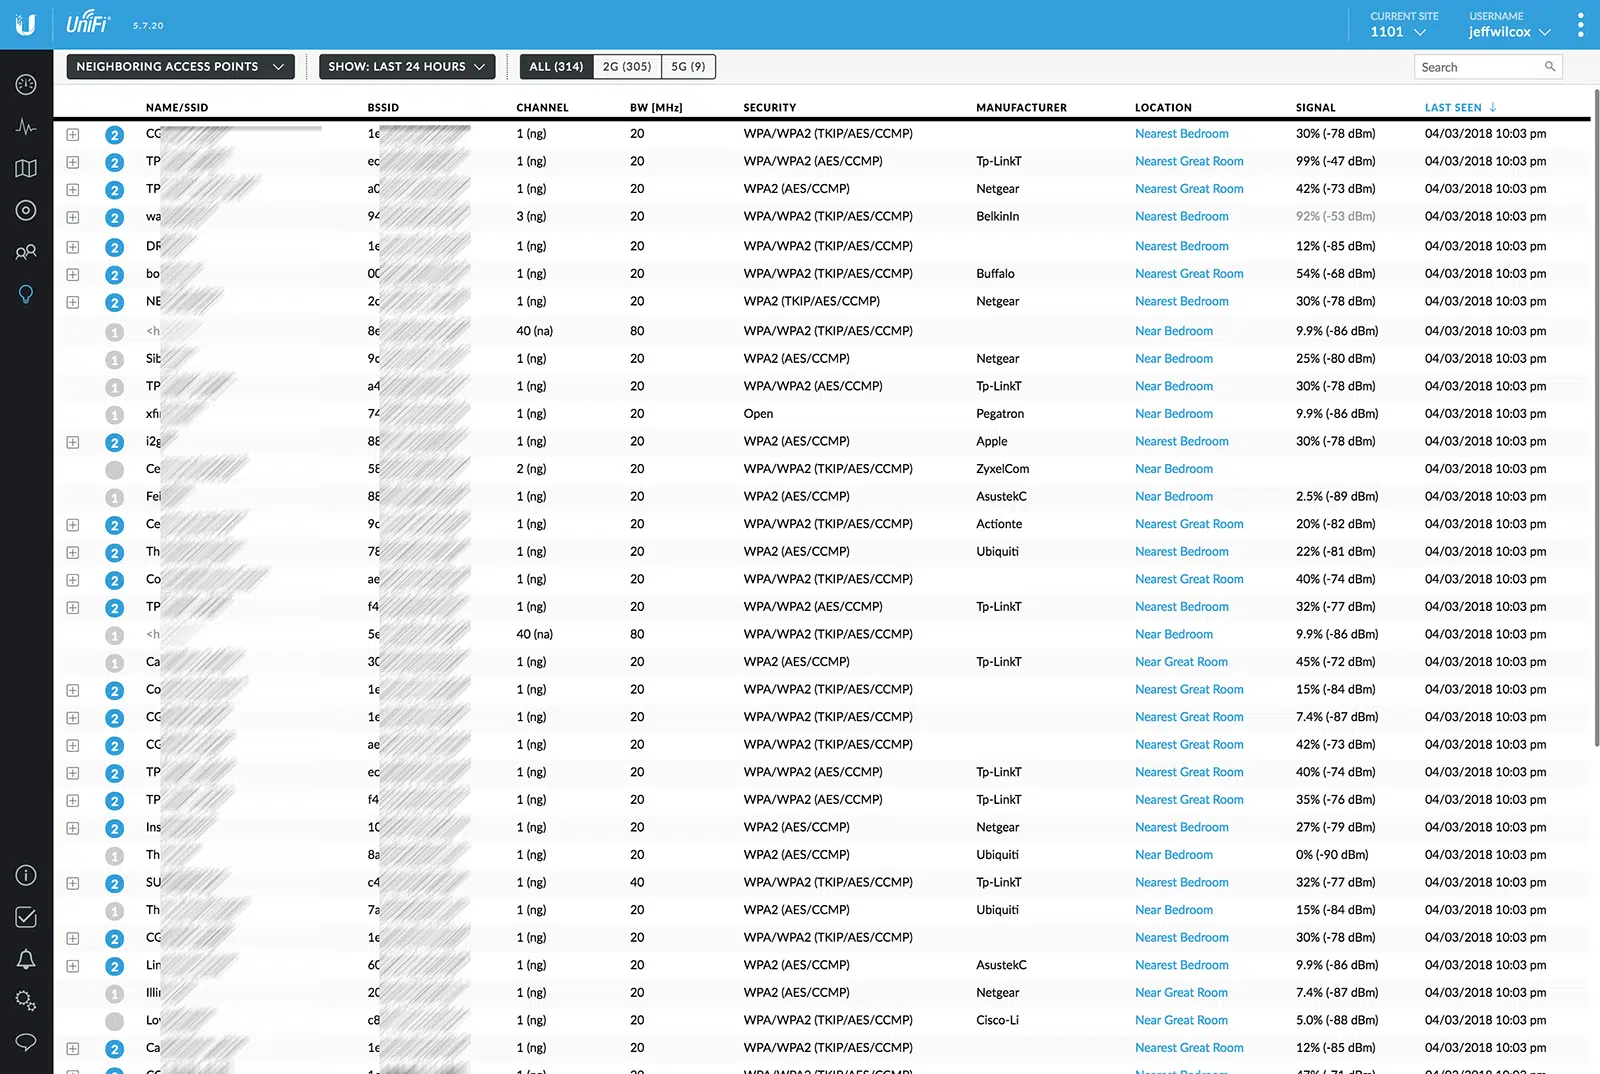 UniFi 5.7.20 CURRENT SITE USERNAME
1101 jeffwilcox
NEIGHBORING ACCESS POINTS SHOW: LAST 24 HOURS ALL (314) 2G (305) 5G (9) Search
NAME/SSID BSSID CHANNEL BW [MHz] SECURITY MANUFACTURER LOCATION SIGNAL LAST SEEN ↓
2 CG 1e 1 (ng) 20 WPA/WPA2 (TKIP/AES/CCMP) Nearest Bedroom 30% (-78 dBm) 04/03/2018 10:03 pm
2 TP ec 1 (ng) 20 WPA/WPA2 (AES/CCMP) Tp-LinkT Nearest Great Room 99% (-47 dBm) 04/03/2018 10:03 pm
2 TP a0 1 (ng) 20 WPA2 (AES/CCMP) Netgear Nearest Great Room 42% (-73 dBm) 04/03/2018 10:03 pm
2 wa 94 3 (ng) 20 WPA/WPA2 (TKIP/AES/CCMP) BelkinIn Nearest Bedroom 92% (-53 dBm) 04/03/2018 10:03 pm
2 DR 1e 1 (ng) 20 WPA/WPA2 (TKIP/AES/CCMP) Nearest Bedroom 12% (-85 dBm) 04/03/2018 10:03 pm
2 bo 00 1 (ng) 20 WPA/WPA2 (TKIP/AES/CCMP) Buffalo Nearest Great Room 54% (-68 dBm) 04/03/2018 10:03 pm
2 NE 2c 1 (ng) 20 WPA2 (TKIP/AES/CCMP) Netgear Nearest Bedroom 30% (-78 dBm) 04/03/2018 10:03 pm
1 <h 8e 40 (na) 80 WPA/WPA2 (TKIP/AES/CCMP) Near Bedroom 9.9% (-86 dBm) 04/03/2018 10:03 pm
1 Sib 9c 1 (ng) 20 WPA2 (AES/CCMP) Netgear Near Bedroom 25% (-80 dBm) 04/03/2018 10:03 pm
1 TP a4 1 (ng) 20 WPA/WPA2 (AES/CCMP) Tp-LinkT Near Bedroom 30% (-78 dBm) 04/03/2018 10:03 pm
1 xfi 74 1 (ng) 20 Open Pegatron Near Bedroom 9.9% (-86 dBm) 04/03/2018 10:03 pm
2 i2g 88 1 (ng) 20 WPA2 (AES/CCMP) Apple Nearest Bedroom 30% (-78 dBm) 04/03/2018 10:03 pm
Ce 58 2 (ng) 20 WPA/WPA2 (TKIP/AES/CCMP) ZyxelCom Near Bedroom 04/03/2018 10:03 pm
1 Fei 88 1 (ng) 20 WPA2 (AES/CCMP) AsustekC Near Bedroom 2.5% (-89 dBm) 04/03/2018 10:03 pm
2 Ce 9c 1 (ng) 20 WPA/WPA2 (TKIP/AES/CCMP) Actionte Nearest Great Room 20% (-82 dBm) 04/03/2018 10:03 pm
2 Th 78 1 (ng) 20 WPA2 (AES/CCMP) Ubiquiti Nearest Bedroom 22% (-81 dBm) 04/03/2018 10:03 pm
2 Co ae 1 (ng) 20 WPA/WPA2 (TKIP/AES/CCMP) Nearest Great Room 40% (-74 dBm) 04/03/2018 10:03 pm
2 TP f4 1 (ng) 20 WPA/WPA2 (AES/CCMP) Tp-LinkT Nearest Bedroom 32% (-77 dBm) 04/03/2018 10:03 pm
1 <h 5e 40 (na) 80 WPA/WPA2 (TKIP/AES/CCMP) Near Bedroom 9.9% (-86 dBm) 04/03/2018 10:03 pm
1 Ca 30 1 (ng) 20 WPA2 (AES/CCMP) Tp-LinkT Near Great Room 45% (-72 dBm) 04/03/2018 10:03 pm
2 Co 1e 1 (ng) 20 WPA/WPA2 (TKIP/AES/CCMP) Nearest Great Room 15% (-84 dBm) 04/03/2018 10:03 pm
2 CG 1e 1 (ng) 20 WPA/WPA2 (TKIP/AES/CCMP) Nearest Great Room 7.4% (-87 dBm) 04/03/2018 10:03 pm
2 CG ae 1 (ng) 20 WPA/WPA2 (TKIP/AES/CCMP) Nearest Great Room 42% (-73 dBm) 04/03/2018 10:03 pm
2 TP ec 1 (ng) 20 WPA/WPA2 (AES/CCMP) Tp-LinkT Nearest Great Room 40% (-74 dBm) 04/03/2018 10:03 pm
2 TP f4 1 (ng) 20 WPA/WPA2 (AES/CCMP) Tp-LinkT Nearest Great Room 35% (-76 dBm) 04/03/2018 10:03 pm
2 Ins 10 1 (ng) 20 WPA2 (AES/CCMP) Netgear Nearest Bedroom 27% (-79 dBm) 04/03/2018 10:03 pm
1 Th 8a 1 (ng) 20 WPA2 (AES/CCMP) Ubiquiti Near Bedroom 0% (-90 dBm) 04/03/2018 10:03 pm
2 SU c4 1 (ng) 40 WPA/WPA2 (TKIP/AES/CCMP) Tp-LinkT Nearest Bedroom 32% (-77 dBm) 04/03/2018 10:03 pm
1 Th 7a 1 (ng) 20 WPA2 (AES/CCMP) Ubiquiti Near Bedroom 15% (-84 dBm) 04/03/2018 10:03 pm
2 CG 1e 1 (ng) 20 WPA/WPA2 (TKIP/AES/CCMP) Nearest Bedroom 30% (-78 dBm) 04/03/2018 10:03 pm
2 Lin 60 1 (ng) 20 WPA2 (AES/CCMP) AsustekC Nearest Bedroom 9.9% (-86 dBm) 04/03/2018 10:03 pm
1 Illi 20 1 (ng) 20 WPA2 (AES/CCMP) Netgear Near Great Room 7.4% (-87 dBm) 04/03/2018 10:03 pm
Lo c8 1 (ng) 20 WPA/WPA2 (TKIP/AES/CCMP) Cisco-Li Near Great Room 5.0% (-88 dBm) 04/03/2018 10:03 pm
2 Ca 1e 1 (ng) 20 WPA/WPA2 (TKIP/AES/CCMP) Nearest Great Room 12% (-85 dBm) 04/03/2018 10:03 pm